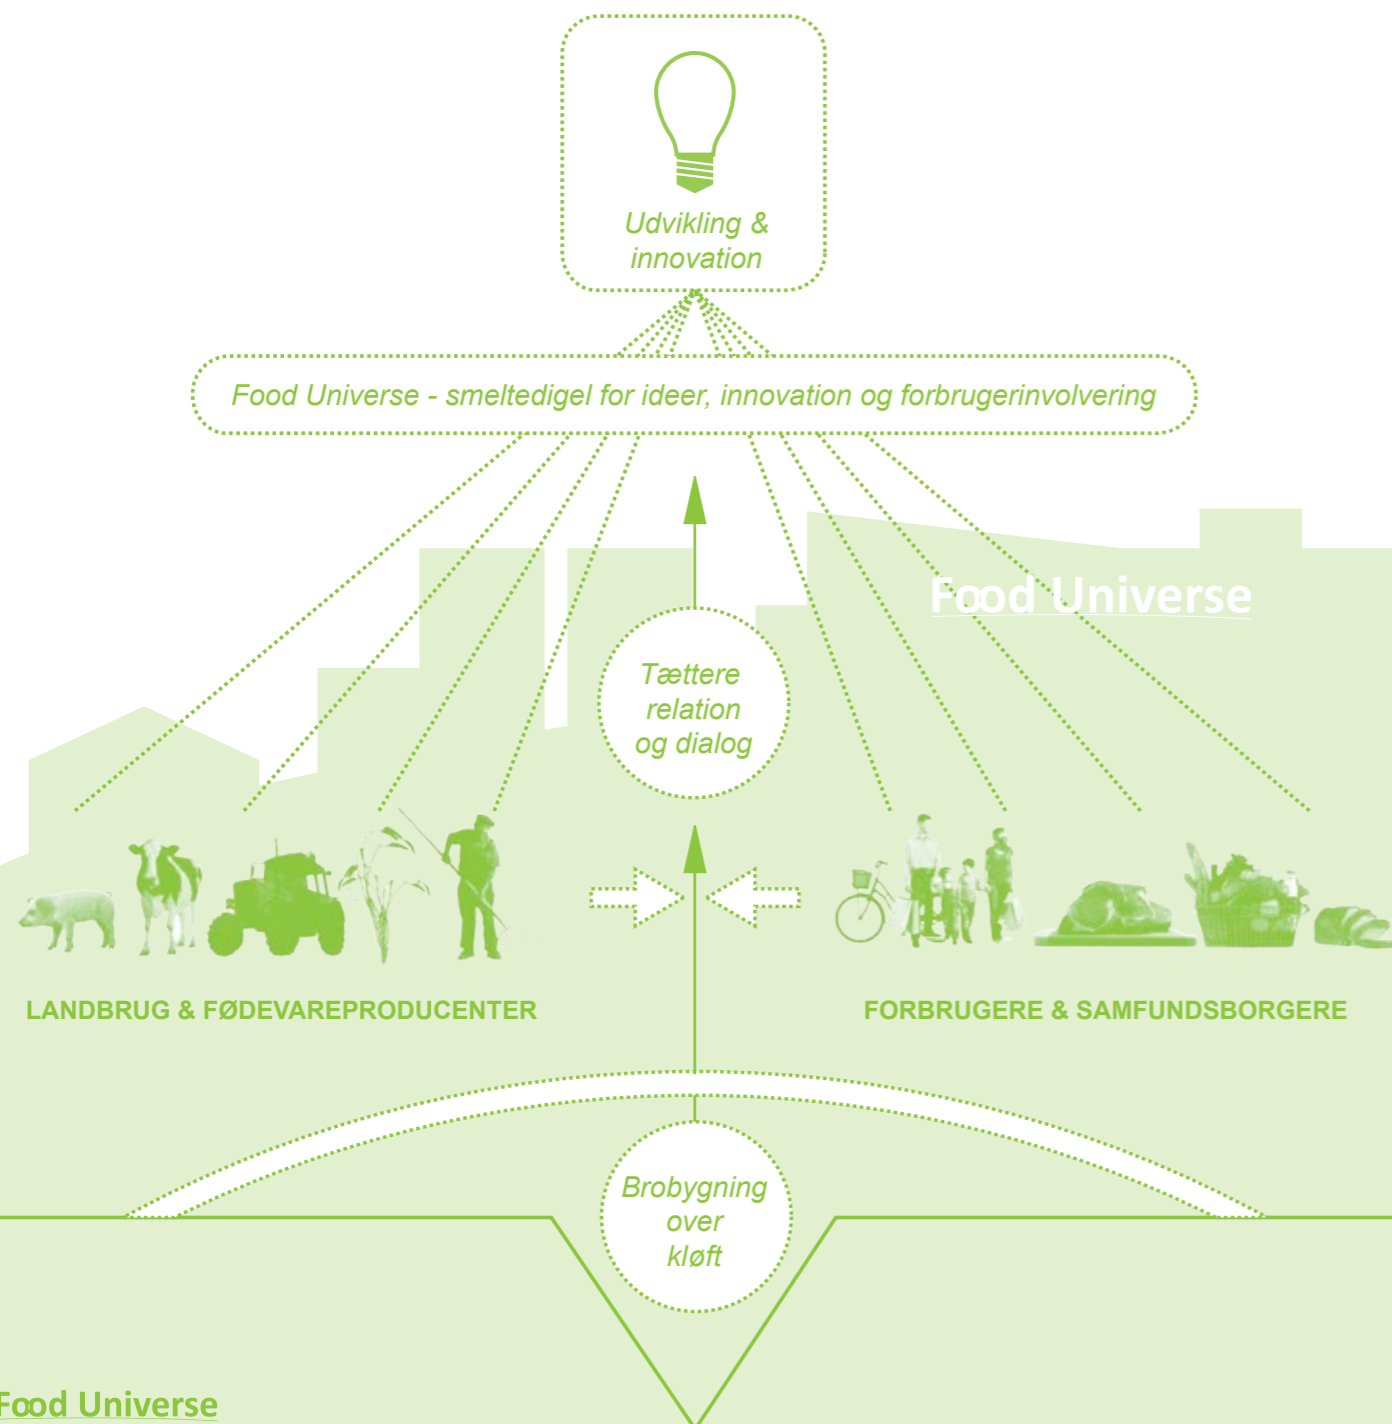 Udvikling &
innovation
Food Universe - smeltedigel for ideer, innovation og forbrugerinvolvering
Food Universe
Tættere
relation
og dialog
LANDBRUG & FØDEVAREPRODUCENTER
FORBRUGERE & SAMFUNDSBORGERE
Brobygning
over
kløft
Food Universe